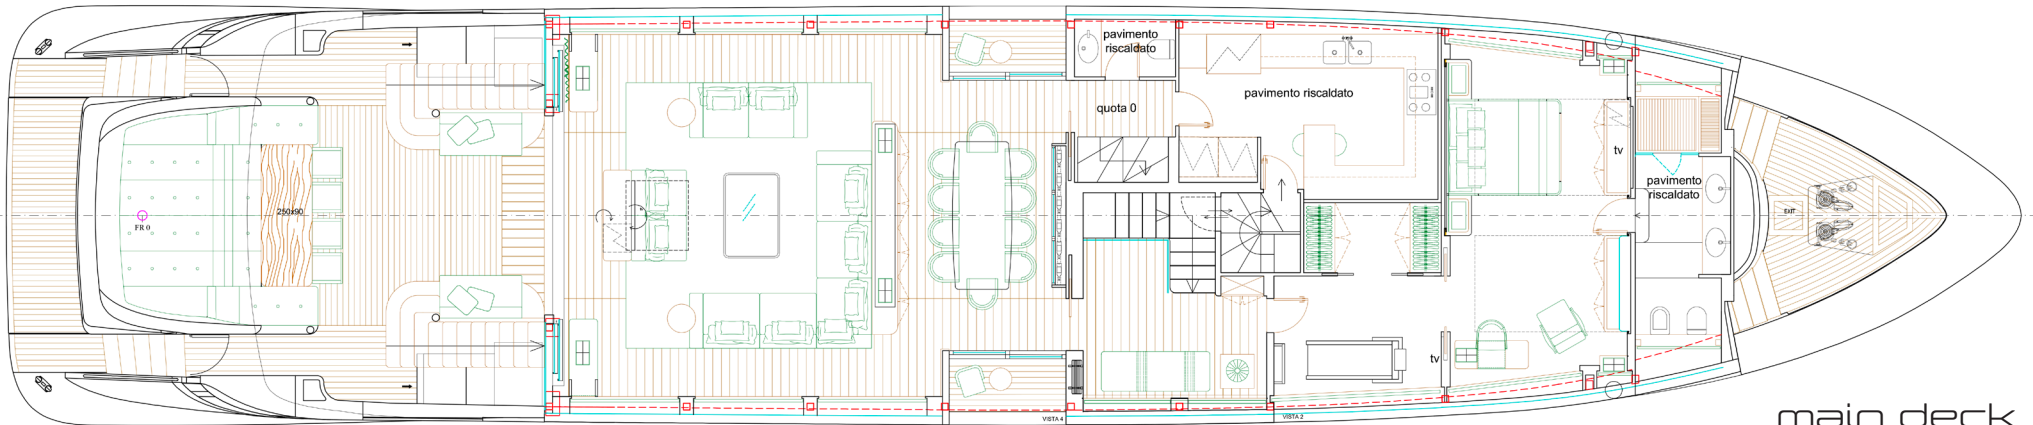 pavimento
riscaldato
pavimento riscaldato
quota 0
tv
pavimento
riscaldato
250x90
FR 0
EXIT
tv
VISTA 4
VISTA 2
main deck